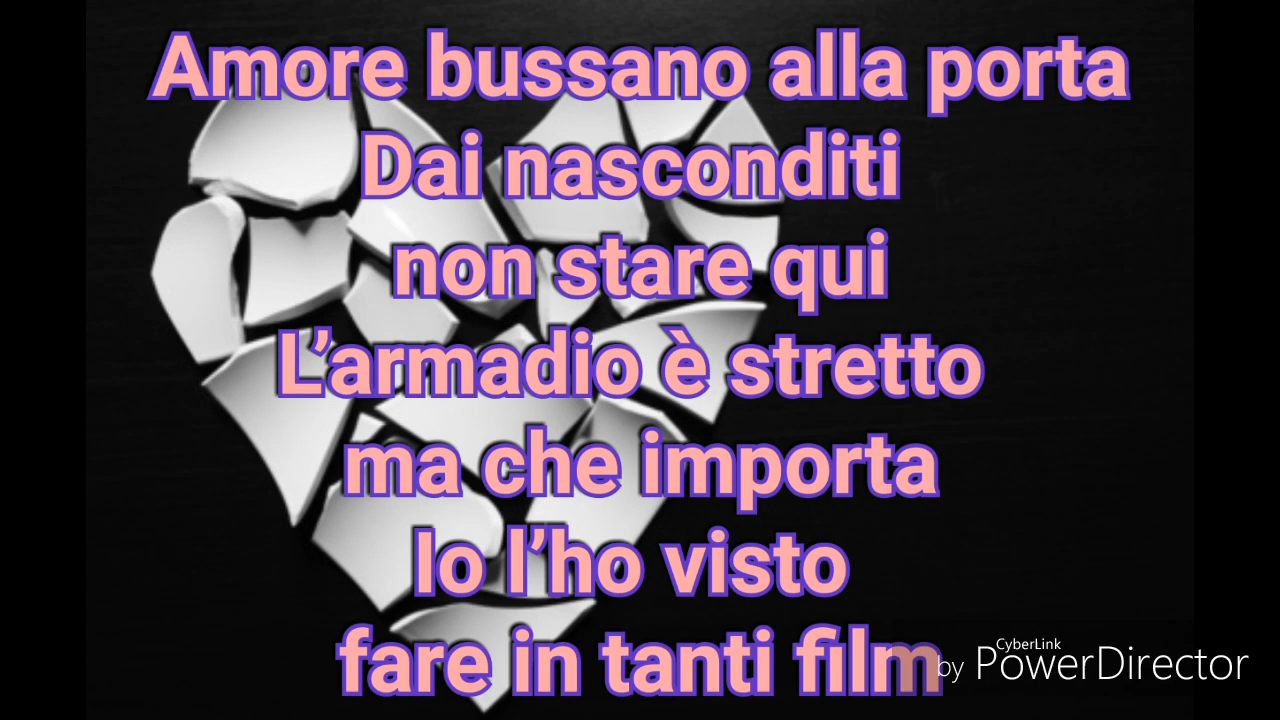 Amore bussano alla porta
Dai nasconditi
non stare qui
L’armadio è stretto
ma che importa
Io l’ho visto
fare in tanti film
CyberLink
by PowerDirector